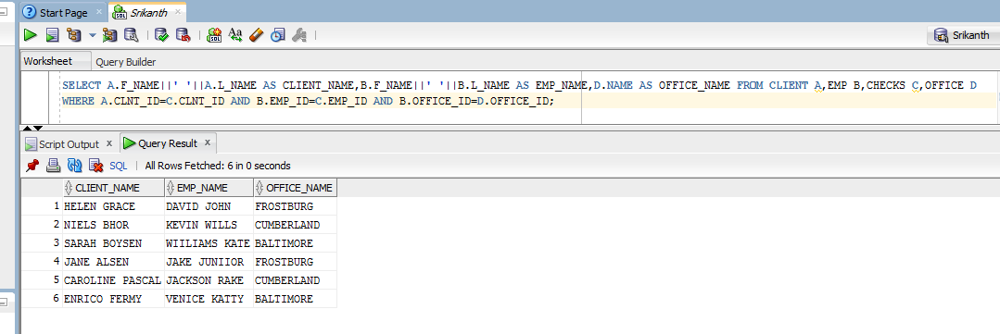 Start Page
Srikanth
Srikanth
Worksheet Query Builder
SELECT A.F_NAME||' '||A.L_NAME AS CLIENT_NAME,B.F_NAME||' '||B.L_NAME AS EMP_NAME,D.NAME AS OFFICE_NAME FROM CLIENT A,EMP B,CHECKS C,OFFICE D
WHERE A.CLNT_ID=C.CLNT_ID AND B.EMP_ID=C.EMP_ID AND B.OFFICE_ID=D.OFFICE_ID;
Script Output x Query Result x
SQL | All Rows Fetched: 6 in 0 seconds
CLIENT_NAME EMP_NAME OFFICE_NAME
1 HELEN GRACE DAVID JOHN FROSTBURG
2 NIELS BHOR KEVIN WILLS CUMBERLAND
3 SARAH BOYSEN WIILIAMS KATE BALTIMORE
4 JANE ALSEN JAKE JUNIIOR FROSTBURG
5 CAROLINE PASCAL JACKSON RAKE CUMBERLAND
6 ENRICO FERMY VENICE KATTY BALTIMORE